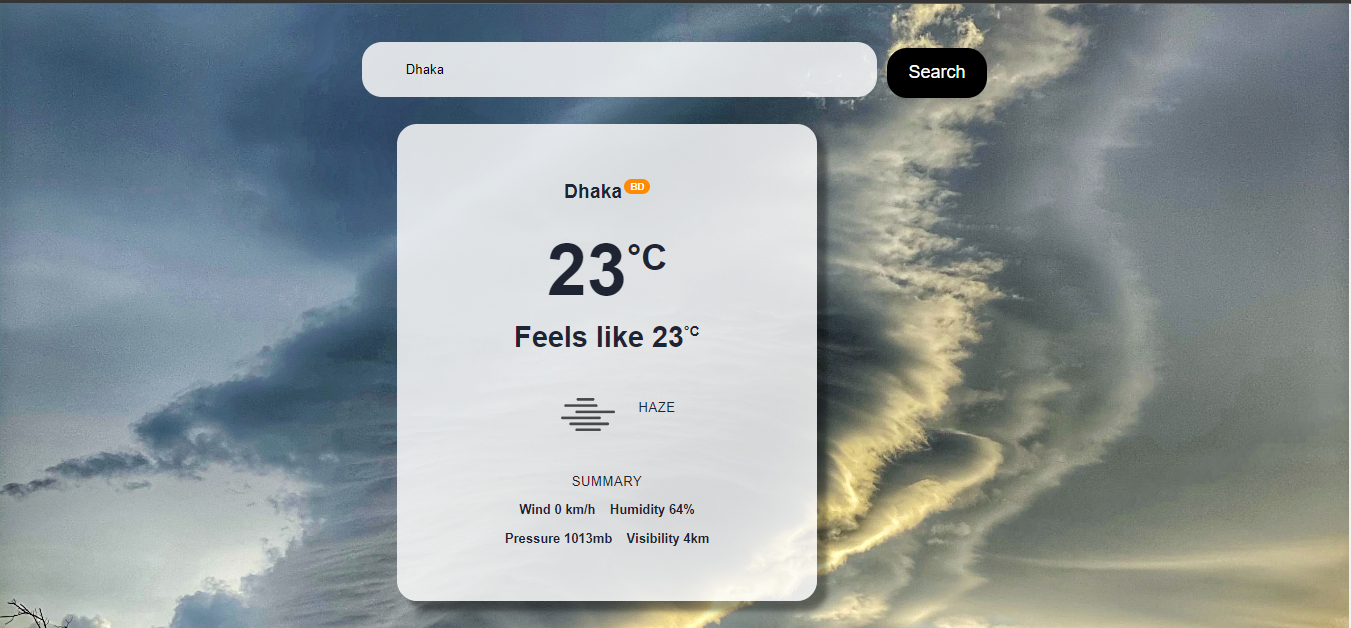 Dhaka
Search
Dhaka BD
23°C
Feels like 23°C
HAZE
SUMMARY
Wind 0 km/h Humidity 64%
Pressure 1013mb Visibility 4km